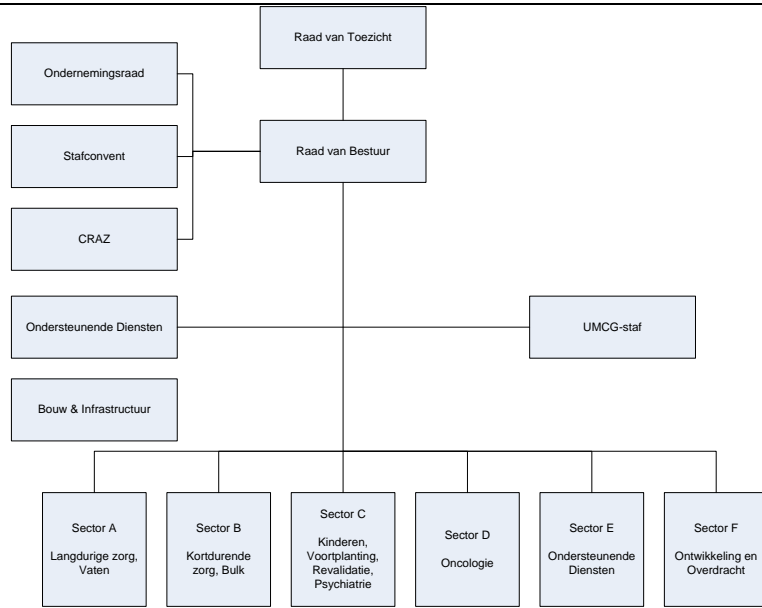 Raad van Toezicht
Ondernemingsraad
Stafconvent
Raad van Bestuur
CRAZ
Ondersteunende Diensten
UMCG-staf
Bouw & Infrastructuur
Sector A
Langdurige zorg,
Vaten
Sector B
Kortdurende
zorg, Bulk
Sector C
Kinderen,
Voortplanting,
Revalidatie,
Psychiatrie
Sector D
Oncologie
Sector E
Ondersteunende
Diensten
Sector F
Ontwikkeling en
Overdracht